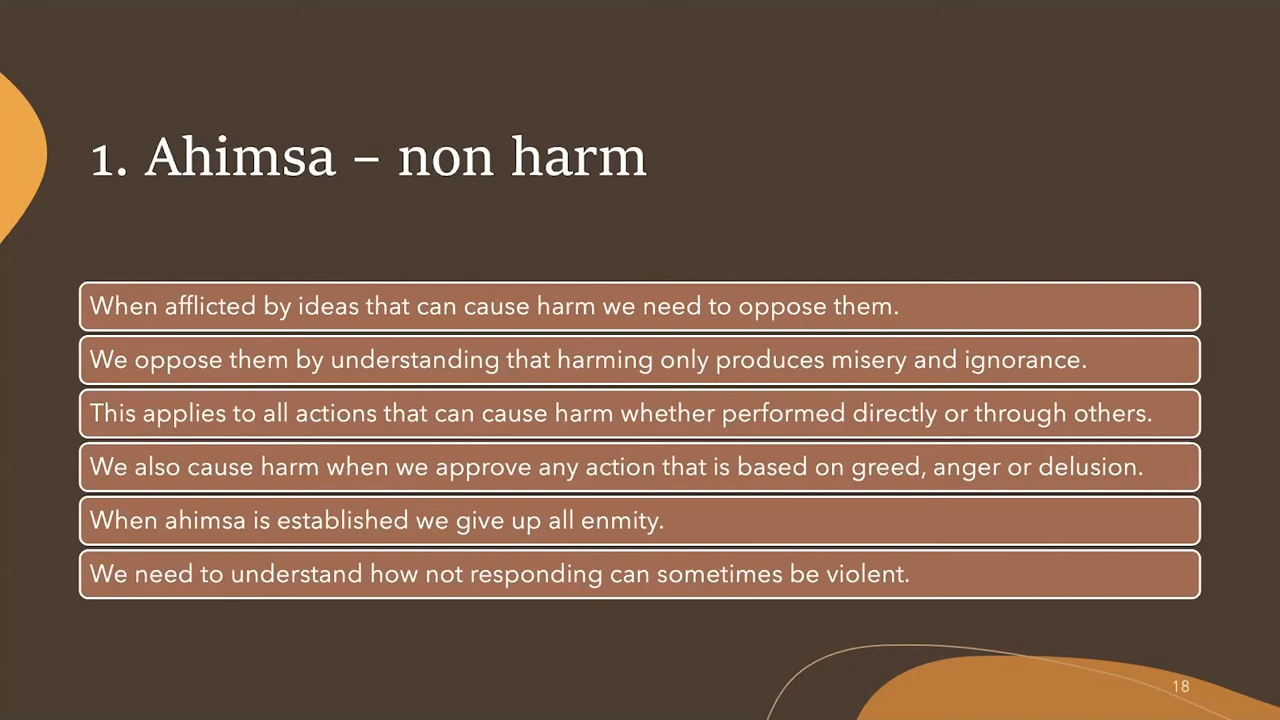 1. Ahimsa – non harm
When afflicted by ideas that can cause harm we need to oppose them.
We oppose them by understanding that harming only produces misery and ignorance.
This applies to all actions that can cause harm whether performed directly or through others.
We also cause harm when we approve any action that is based on greed, anger or delusion.
When ahimsa is established we give up all enmity.
We need to understand how not responding can sometimes be violent.
18